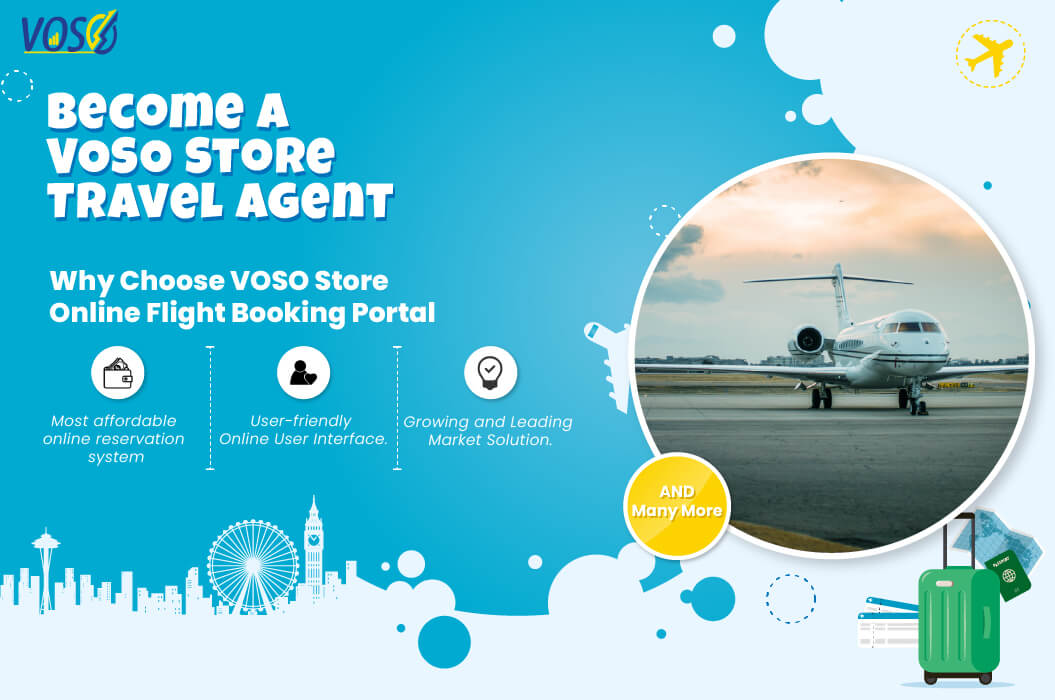 VOSO
Become a
VOSO Store
Travel Agent
Why Choose VOSO Store
Online Flight Booking Portal
Most affordable
online reservation
system
User-friendly
Online User Interface.
Growing and Leading
Market Solution.
AND
Many More